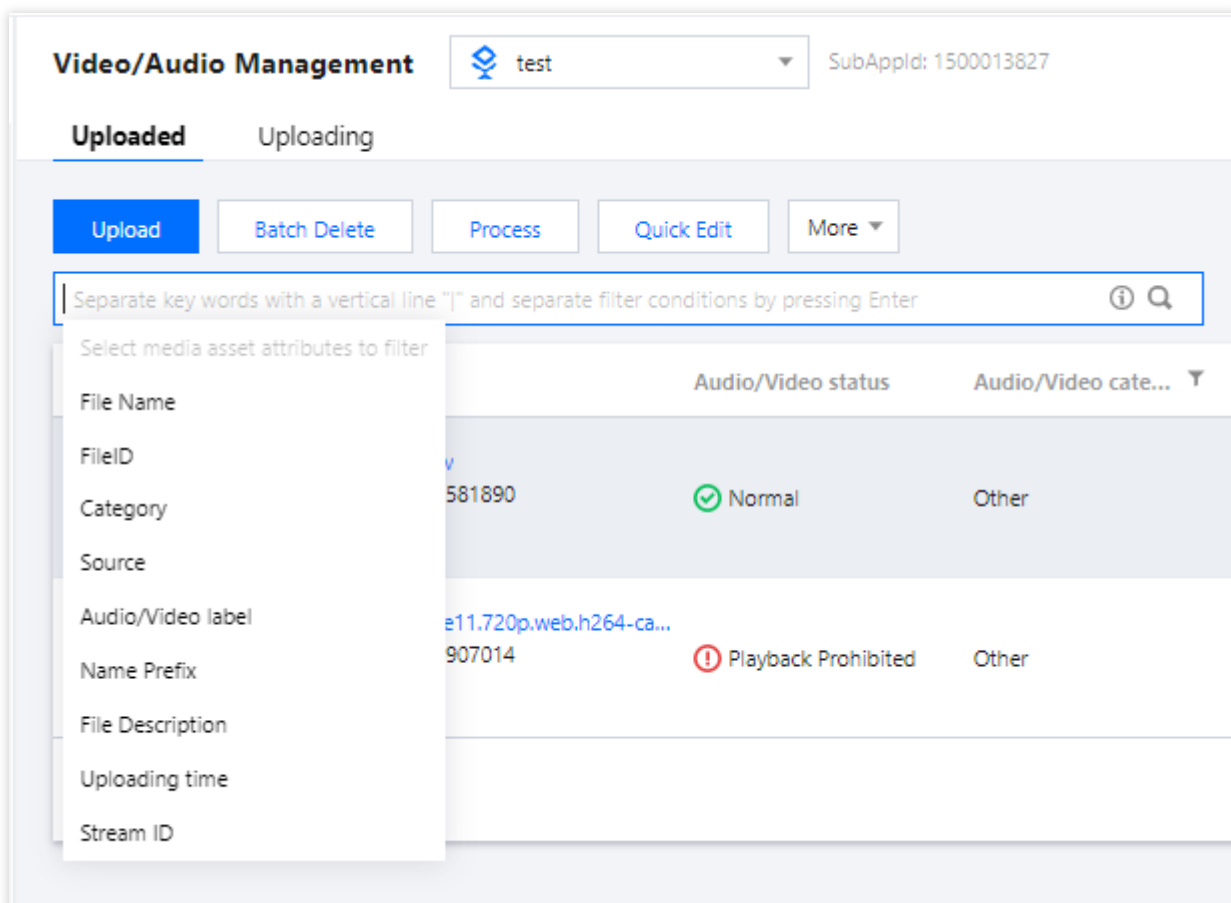 Video/Audio Management test SubAppId: 1500013827
Uploaded Uploading
Upload Batch Delete Process Quick Edit More
Separate key words with a vertical line "|" and separate filter conditions by pressing Enter
Select media asset attributes to filter
Audio/Video status Audio/Video cate...
File Name
FileID
581890
Normal Other
Category
Source
Audio/Video label
e11.720p.web.h264-ca...
907014
Playback Prohibited Other
Name Prefix
File Description
Uploading time
Stream ID